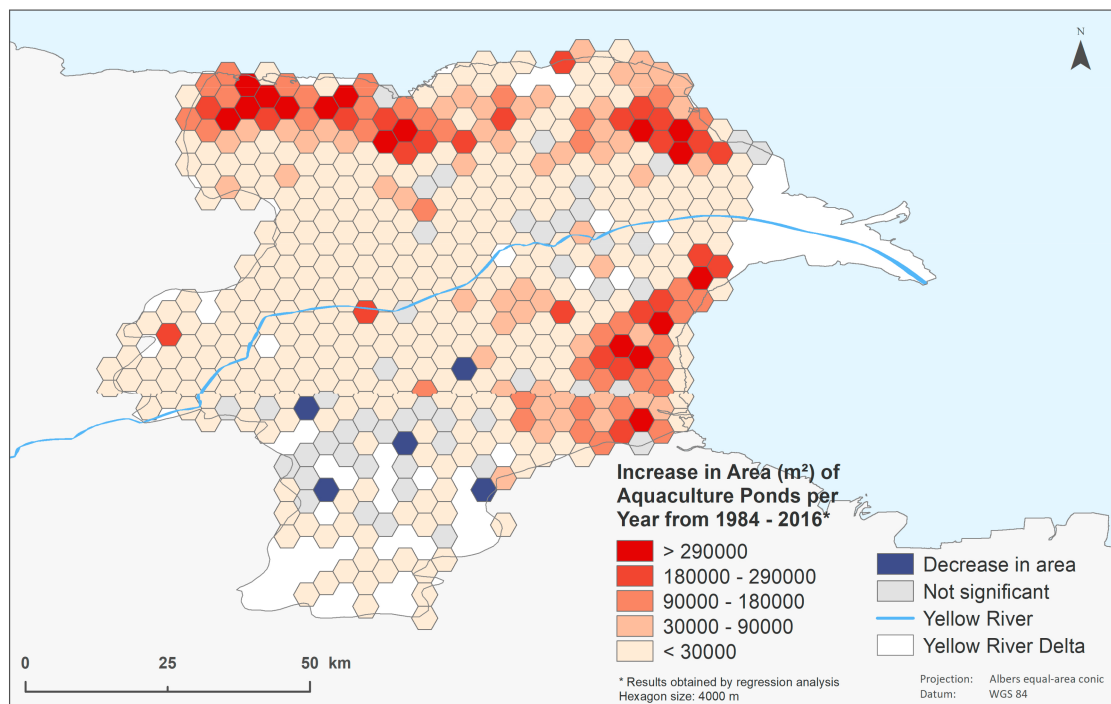 N
Increase in Area (m²) of
Aquaculture Ponds per
Year from 1984 - 2016*
> 290000
180000 - 290000
90000 - 180000
30000 - 90000
< 30000
Decrease in area
Not significant
Yellow River
Yellow River Delta
0 25 50 km
* Results obtained by regression analysis
Hexagon size: 4000 m
Projection: Albers equal-area conic
Datum: WGS 84